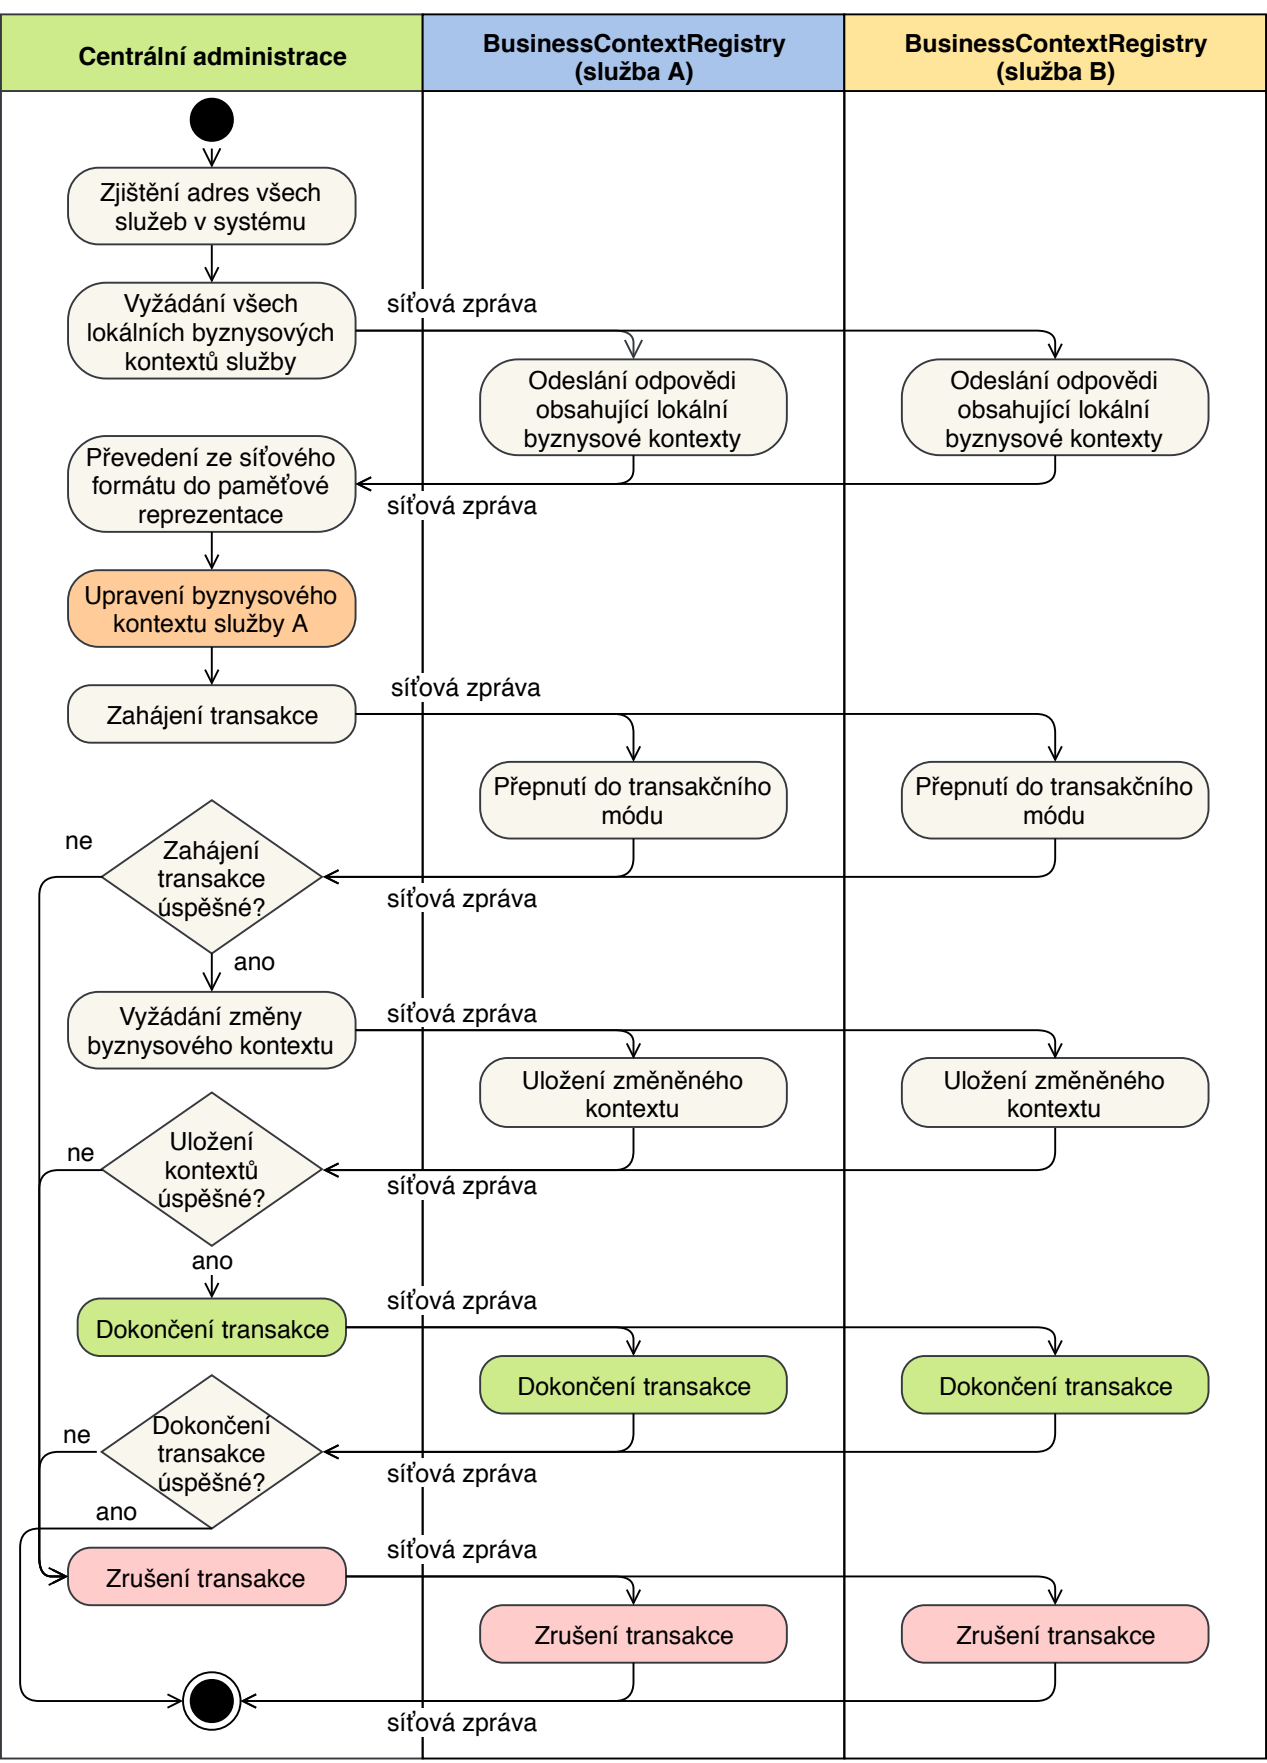 Centrální administrace
BusinessContextRegistry
(služba A)
BusinessContextRegistry
(služba B)
Zjištění adres všech
služeb v systému
Vyžádání všech
lokálních byznysových
kontextů služby
síťová zpráva
Odeslání odpovědi
obsahující lokální
byznysové kontexty
Odeslání odpovědi
obsahující lokální
byznysové kontexty
Převedení ze síťového
formátu do paměťové
reprezentace
síťová zpráva
Upravení byznysového
kontextu služby A
síťová zpráva
Zahájení transakce
Přepnutí do transakčního
módu
Přepnutí do transakčního
módu
ne
Zahájení
transakce
úspěšné?
síťová zpráva
ano
Vyžádání změny
byznysového kontextu
síťová zpráva
Uložení změněného
kontextu
Uložení změněného
kontextu
ne
Uložení
kontextů
úspěšné?
síťová zpráva
ano
síťová zpráva
Dokončení transakce
Dokončení transakce
Dokončení transakce
ne
Dokončení
transakce
úspěšné?
síťová zpráva
ano
síťová zpráva
Zrušení transakce
Zrušení transakce
Zrušení transakce
síťová zpráva